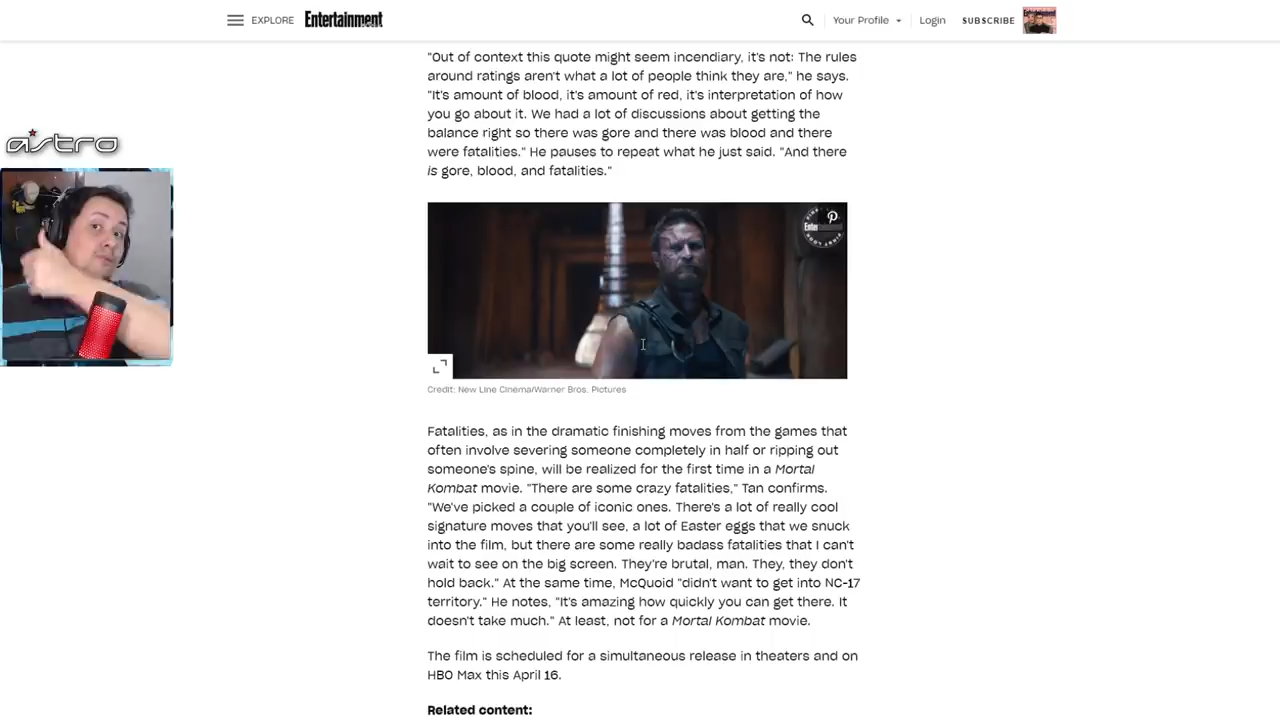 EXPLORE
Entertainment
Your Profile
Login
SUBSCRIBE
"Out of context this quote might seem incendiary, it's not: The rules
around ratings aren't what a lot of people think they are," he says.
"It's amount of blood, it's amount of red, it's interpretation of how
you go about it. We had a lot of discussions about getting the
balance right so there was gore and there was blood and there
were fatalities." He pauses to repeat what he just said. "And there
is gore, blood, and fatalities."
astro
Credit: New Line Cinema/Warner Bros. Pictures
Fatalities, as in the dramatic finishing moves from the games that
often involve severing someone completely in half or ripping out
someone's spine, will be realized for the first time in a Mortal
Kombat movie. "There are some crazy fatalities," Tan confirms.
"We've picked a couple of iconic ones. There's a lot of really cool
signature moves that you'll see, a lot of Easter eggs that we snuck
into the film, but there are some really badass fatalities that I can't
wait to see on the big screen. They're brutal, man. They, they don't
hold back." At the same time, McQuoid "didn't want to get into NC-17
territory." He notes, "It's amazing how quickly you can get there. It
doesn't take much." At least, not for a Mortal Kombat movie.
The film is scheduled for a simultaneous release in theaters and on
HBO Max this April 16.
Related content: